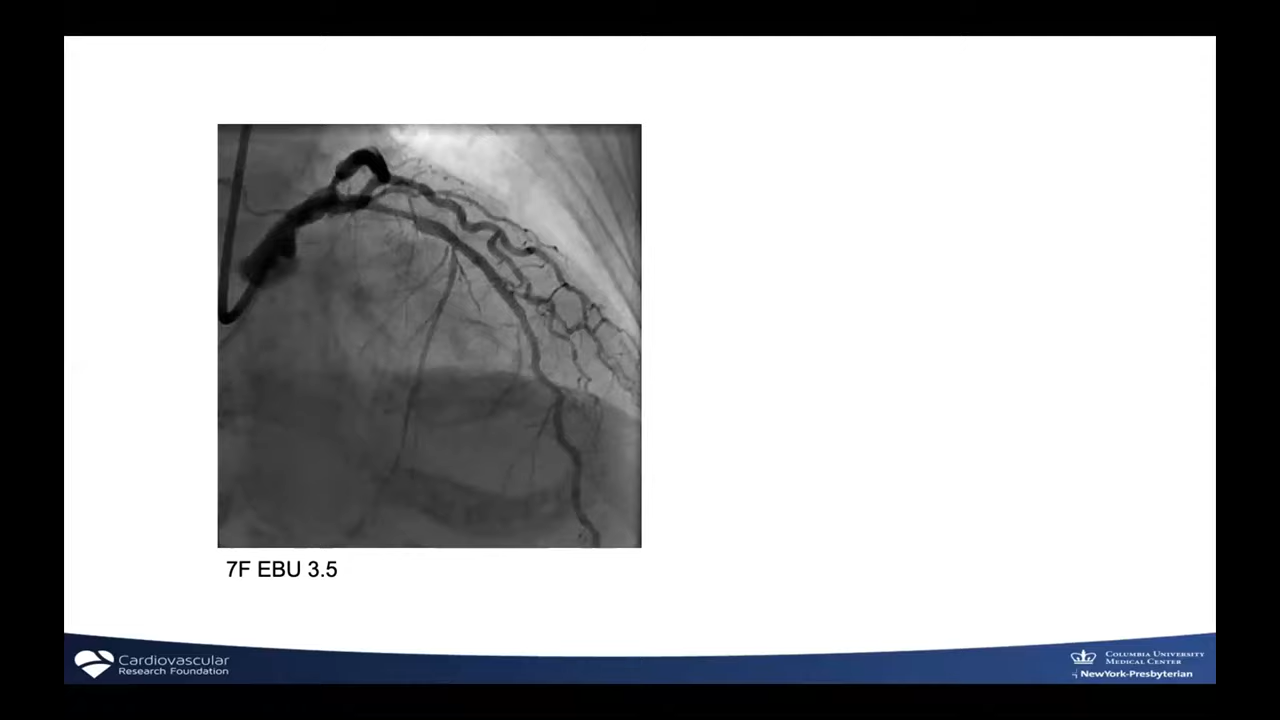 7F EBU 3.5
Cardiovascular
Research Foundation
COLUMBIA UNIVERSITY
MEDICAL CENTER
NewYork-Presbyterian